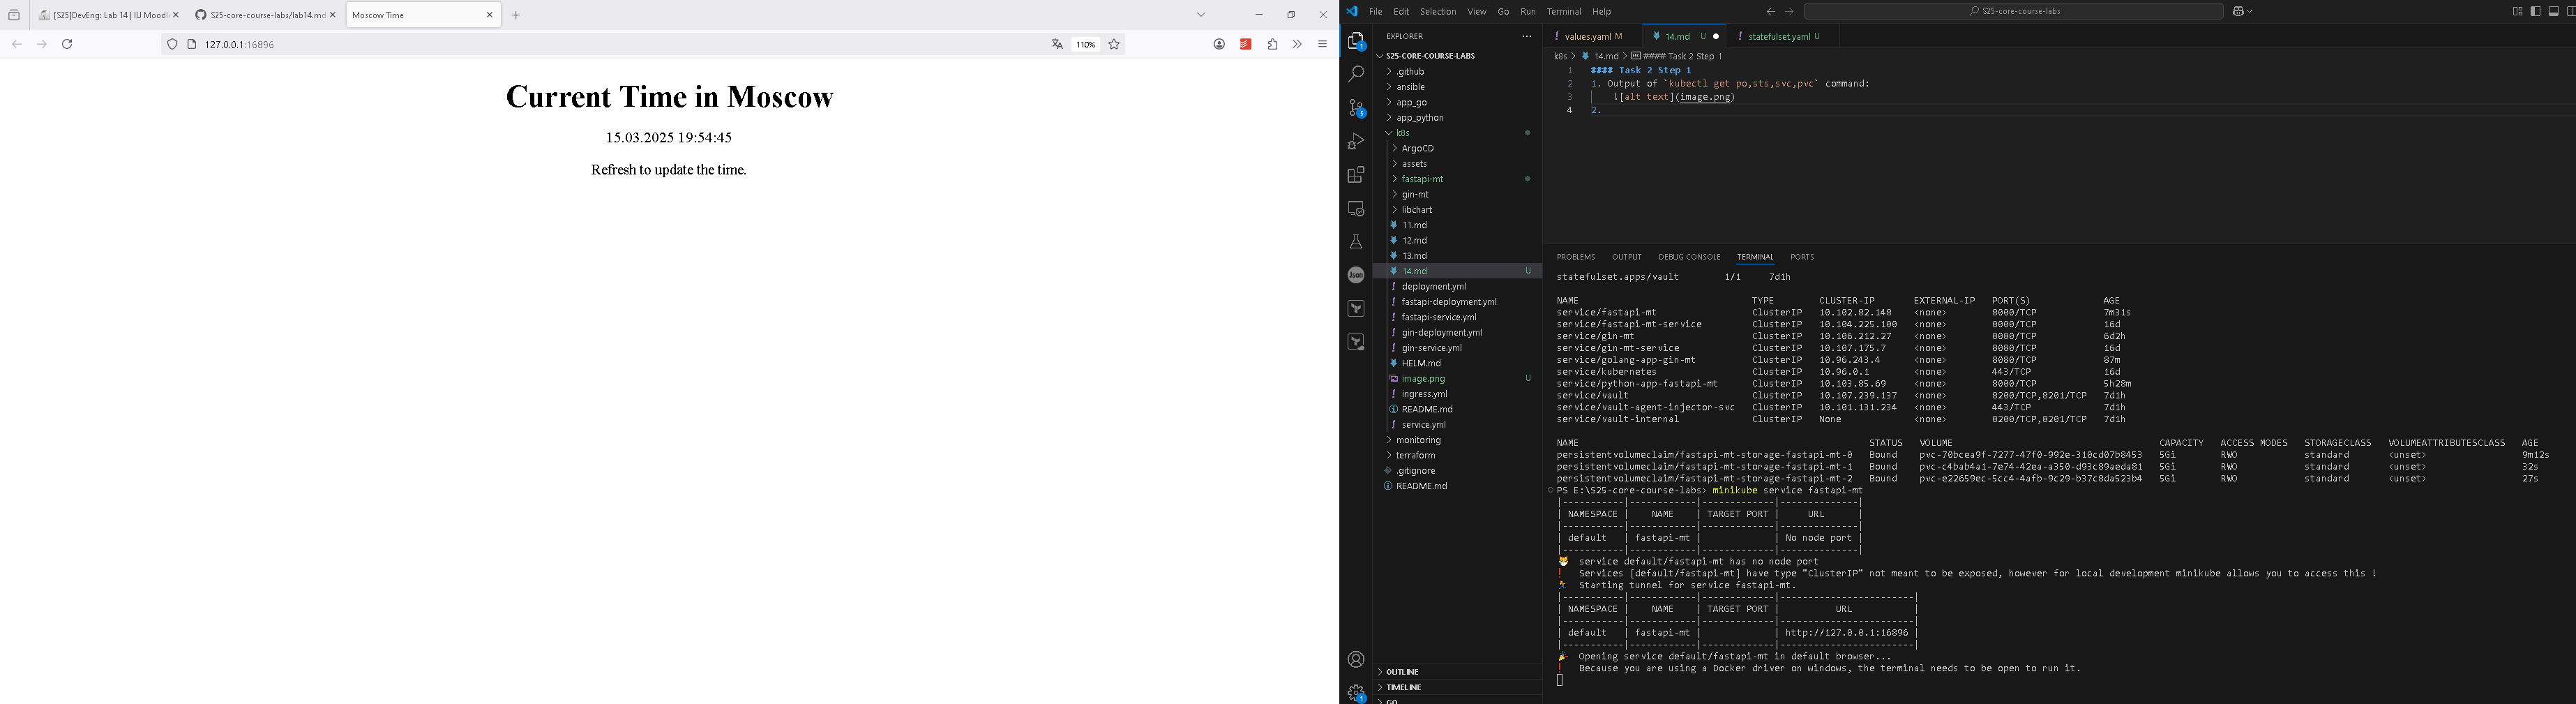 [S25]DevEng: Lab 14 | IU Moodl
S25-core-course-labs/lab14.md
Moscow Time
127.0.0.1:16896
110%
Current Time in Moscow
15.03.2025 19:54:45
Refresh to update the time.
File Edit Selection View Go Run Terminal Help
S25-core-course-labs
EXPLORER
S25-CORE-COURSE-LABS
.github
ansible
app_go
app_python
k8s
ArgoCD
assets
fastapi-mt
gin-mt
libchart
11.md
12.md
13.md
14.md U
deployment.yml
fastapi-deployment.yml
fastapi-service.yml
gin-deployment.yml
gin-service.yml
HELM.md
image.png U
ingress.yml
README.md
service.yml
monitoring
terraform
.gitignore
README.md
OUTLINE
TIMELINE
GO
values.yaml M
14.md U
statefulset.yaml U
k8s > 14.md > #### Task 2 Step 1
1 #### Task 2 Step 1
2 1. Output of `kubectl get po,sts,svc,pvc` command:
3 ![alt text](image.png)
4 2.
PROBLEMS OUTPUT DEBUG CONSOLE TERMINAL PORTS
statefulset.apps/vault 1/1 7d1h
NAME TYPE CLUSTER-IP EXTERNAL-IP PORT(S) AGE
service/fastapi-mt ClusterIP 10.102.82.148 <none> 8000/TCP 7m31s
service/fastapi-mt-service ClusterIP 10.104.225.100 <none> 8000/TCP 16d
service/gin-mt ClusterIP 10.106.212.27 <none> 8080/TCP 6d2h
service/gin-mt-service ClusterIP 10.107.175.7 <none> 8080/TCP 16d
service/golang-app-gin-mt ClusterIP 10.96.243.4 <none> 8080/TCP 87m
service/kubernetes ClusterIP 10.96.0.1 <none> 443/TCP 16d
service/python-app-fastapi-mt ClusterIP 10.103.85.69 <none> 8000/TCP 5h28m
service/vault ClusterIP 10.107.239.137 <none> 8200/TCP,8201/TCP 7d1h
service/vault-agent-injector-svc ClusterIP 10.101.131.234 <none> 443/TCP 7d1h
service/vault-internal ClusterIP None <none> 8200/TCP,8201/TCP 7d1h
NAME STATUS VOLUME CAPACITY ACCESS MODES STORAGECLASS VOLUMEATTRIBUTESCLASS AGE
persistentvolumeclaim/fastapi-mt-storage-fastapi-mt-0 Bound pvc-70bcea9f-7277-47f0-992e-310cd07b8453 5Gi RWO standard <unset> 9m12s
persistentvolumeclaim/fastapi-mt-storage-fastapi-mt-1 Bound pvc-c4bab4a1-7e74-42ea-a350-d93c89aeda81 5Gi RWO standard <unset> 32s
persistentvolumeclaim/fastapi-mt-storage-fastapi-mt-2 Bound pvc-e22659ec-5cc4-4afb-9c29-b37c8da523b4 5Gi RWO standard <unset> 27s
PS E:\S25-core-course-labs> minikube service fastapi-mt
|-----------|------------|-------------|--------------|
| NAMESPACE | NAME | TARGET PORT | URL |
|-----------|------------|-------------|--------------|
| default | fastapi-mt | | No node port |
|-----------|------------|-------------|--------------|
service default/fastapi-mt has no node port
! Services [default/fastapi-mt] have type "ClusterIP" not meant to be exposed, however for local development minikube allows you to access this !
Starting tunnel for service fastapi-mt.
|-----------|------------|-------------|------------------------|
| NAMESPACE | NAME | TARGET PORT | URL |
|-----------|------------|-------------|------------------------|
| default | fastapi-mt | | http://127.0.0.1:16896 |
|-----------|------------|-------------|------------------------|
Opening service default/fastapi-mt in default browser...
! Because you are using a Docker driver on windows, the terminal needs to be open to run it.